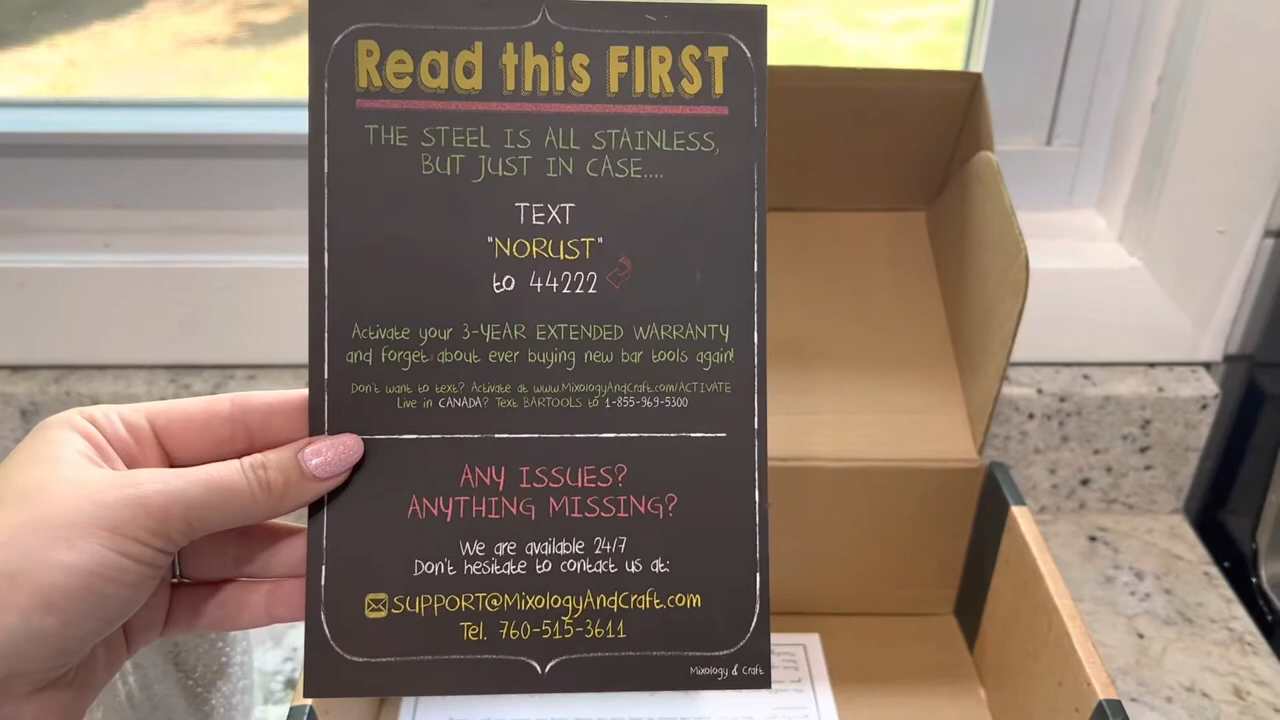 Read this FIRST
THE STEEL IS ALL STAINLESS,
BUT JUST IN CASE....
TEXT
"NORUST"
to 44222
Activate your 3-YEAR EXTENDED WARRANTY
and forget about ever buying new bar tools again!
Don't want to text? Activate at www.MixologyAndCraft.com/ACTIVATE
Live in CANADA? Text BARTOOLS to 1-855-969-5300
ANY ISSUES?
ANYTHING MISSING?
We are available 24/7
Don't hesitate to contact us at:
SUPPORT@MixologyAndCraft.com
Tel. 760-515-3611
Mixology & Craft